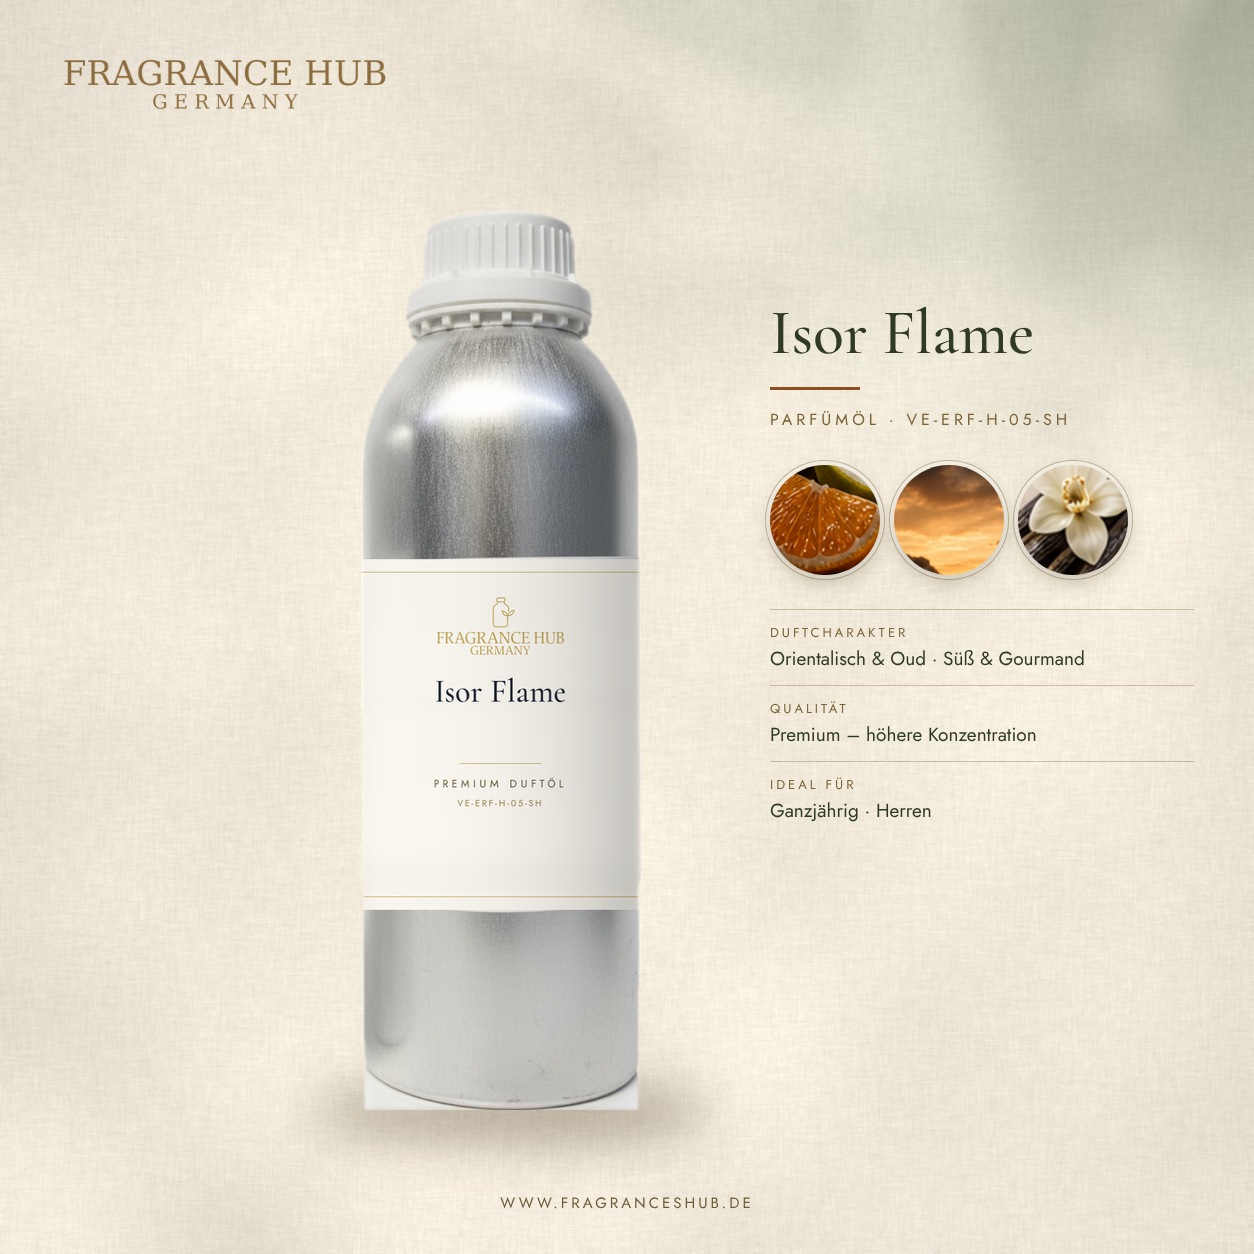 FRAGRANCE HUB
GERMANY
Isor Flame
PARFÜMÖL · VE-ERF-H-05-SH
DUFTCHARAKTER
Orientalisch & Oud · Süß & Gourmand
QUALITÄT
Premium – höhere Konzentration
IDEAL FÜR
Ganzjährig · Herren
FRAGRANCE HUB
GERMANY
Isor Flame
PREMIUM DUFTÖL
VE-ERF-H-05-SH
WWW.FRAGRANCESHUB.DE